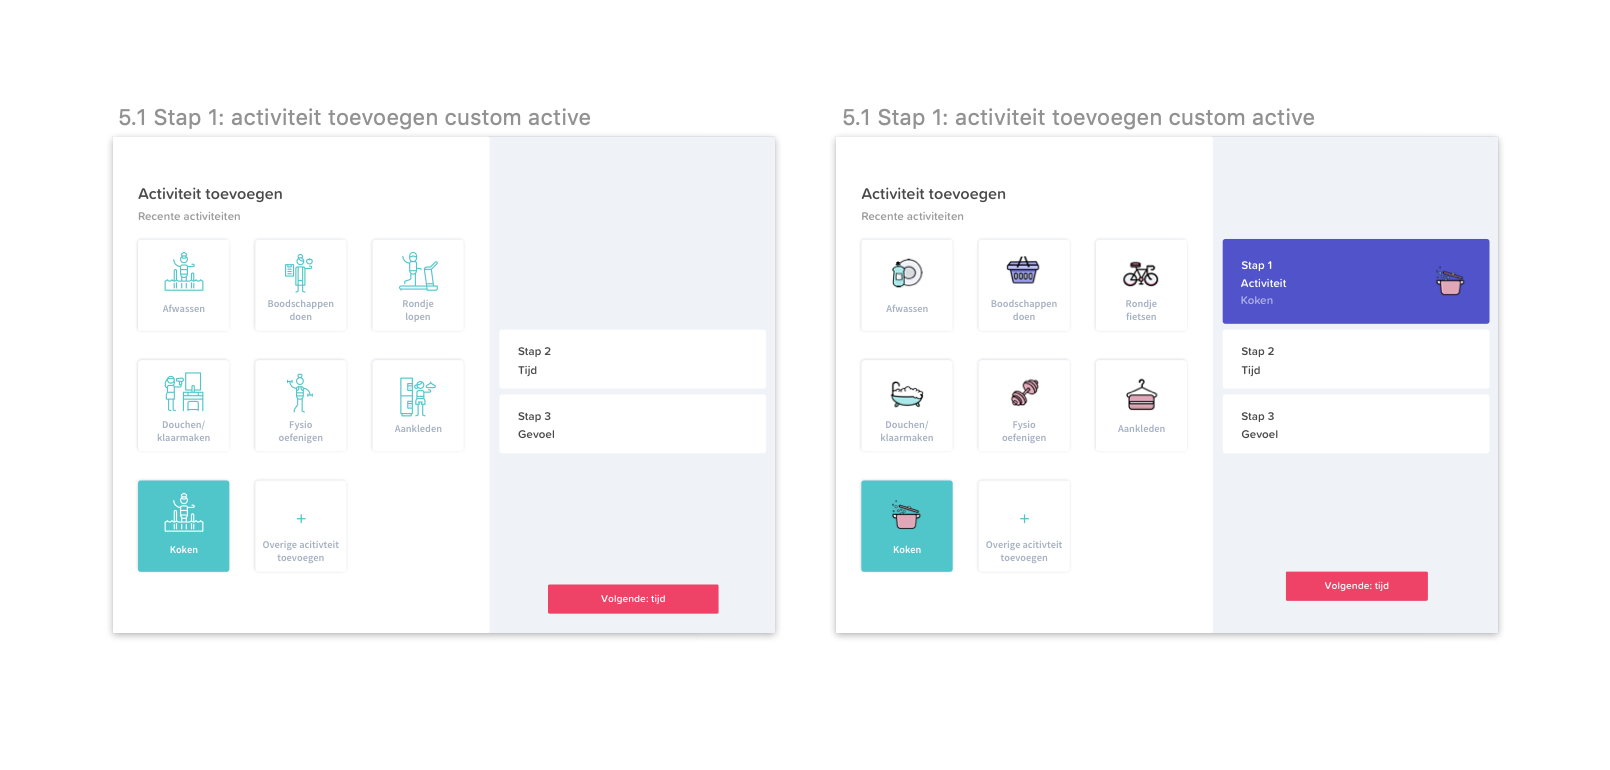 5.1 Stap 1: activiteit toevoegen custom active
Activiteit toevoegen
Recente activiteiten
Afwassen
Boodschappen
doen
Rondje
lopen
Douchen/
klaarmaken
Fysio
oefenigen
Aankleden
Koken
+
Overige acitivteit
toevoegen
Stap 2
Tijd
Stap 3
Gevoel
Volgende: tijd
5.1 Stap 1: activiteit toevoegen custom active
Activiteit toevoegen
Recente activiteiten
Afwassen
Boodschappen
doen
Rondje
fietsen
Douchen/
klaarmaken
Fysio
oefenigen
Aankleden
Koken
+
Overige acitivteit
toevoegen
Stap 1
Activiteit
Koken
Stap 2
Tijd
Stap 3
Gevoel
Volgende: tijd